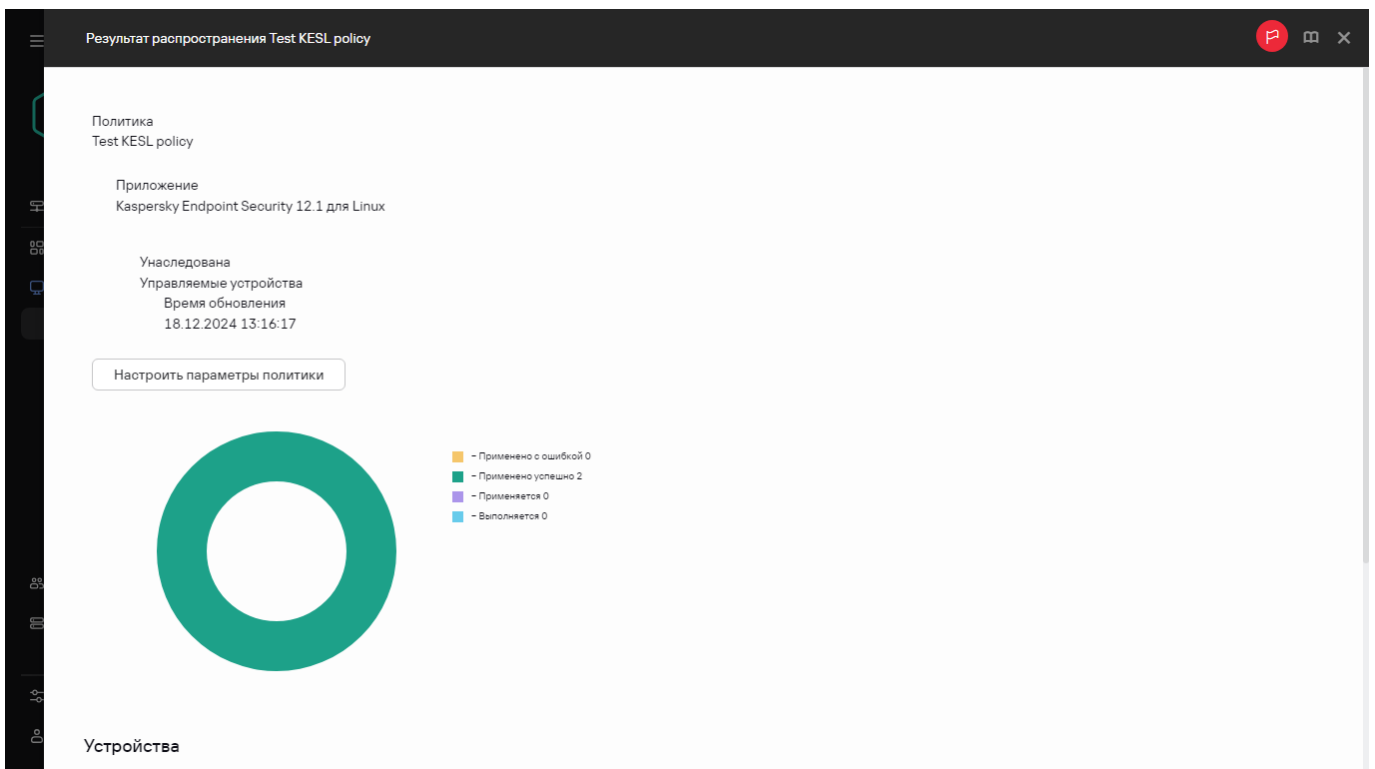 Результат распространения Test KESL policy
Политика
Test KESL policy
Приложение
Kaspersky Endpoint Security 12.1 для Linux
Унаследована
Управляемые устройства
Время обновления
18.12.2024 13:16:17
Настроить параметры политики
– Применено с ошибкой 0
– Применено успешно 2
– Применяется 0
– Выполняется 0
Устройства